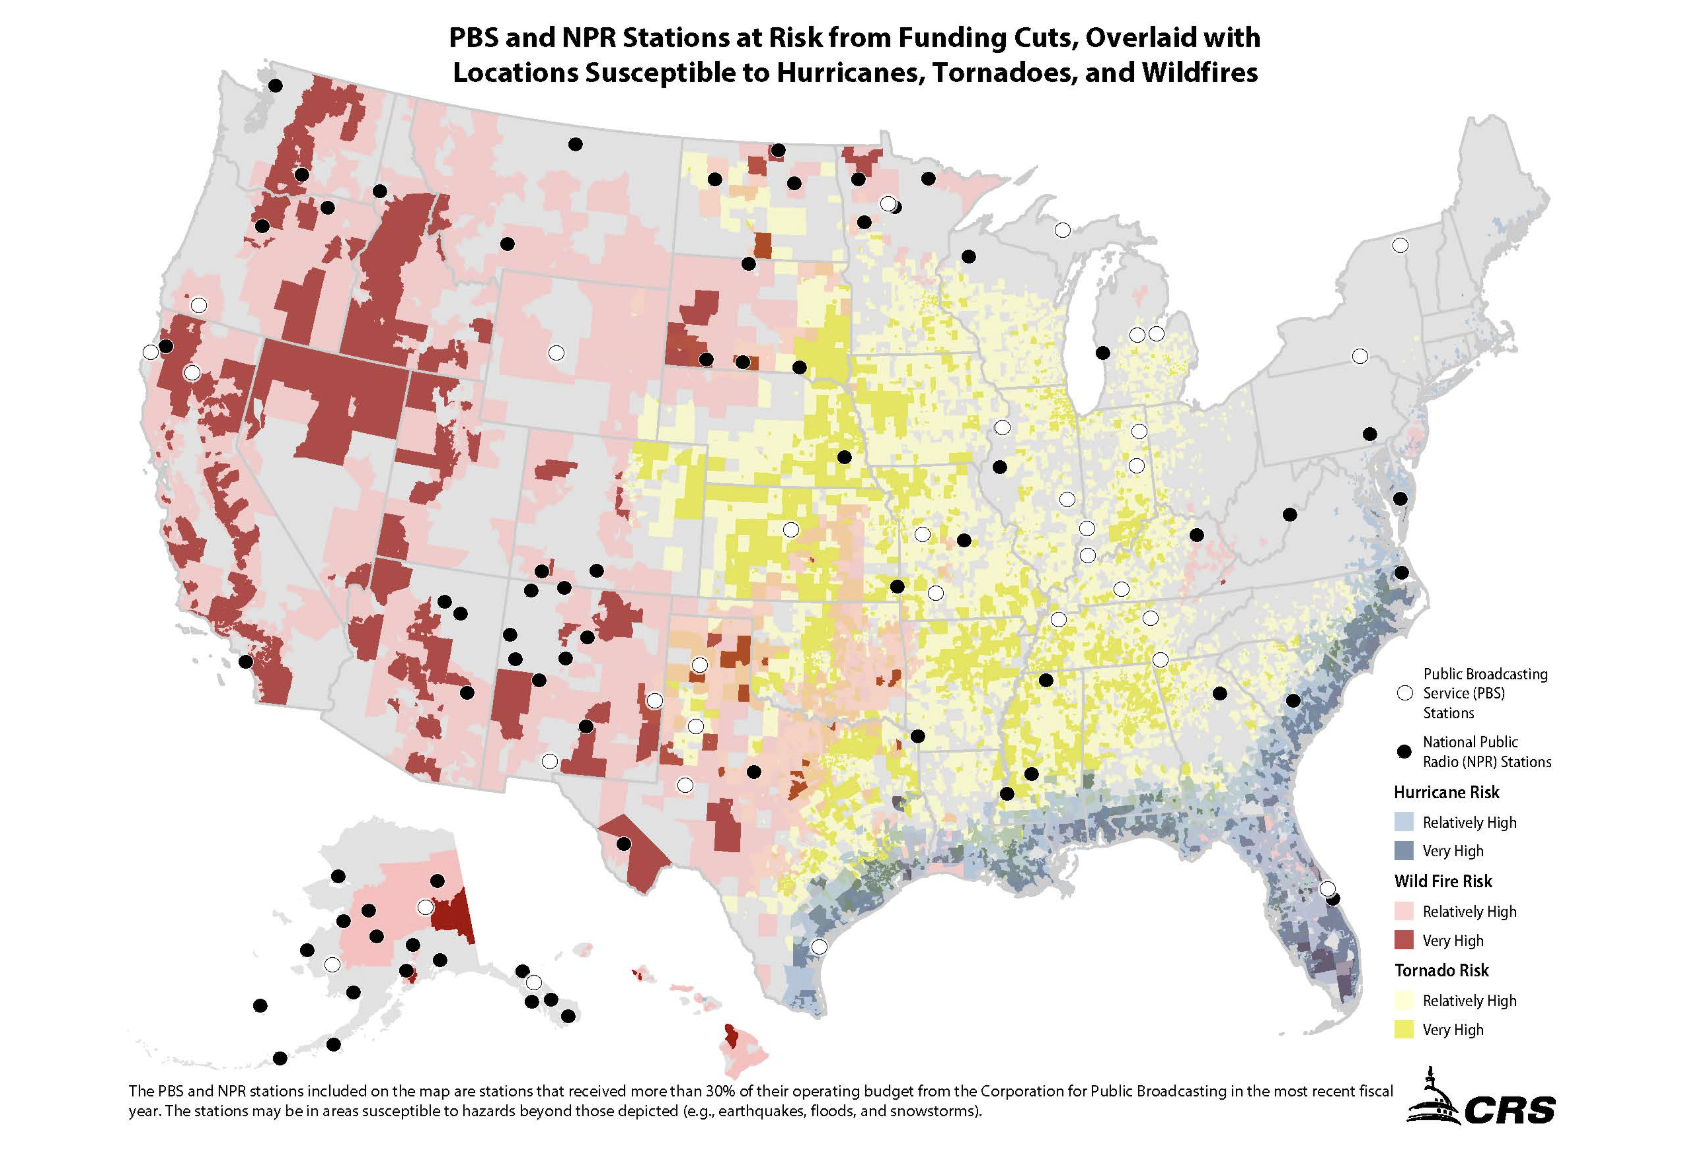 PBS and NPR Stations at Risk from Funding Cuts, Overlaid with
Locations Susceptible to Hurricanes, Tornadoes, and Wildfires
Public Broadcasting
Service (PBS)
Stations
National Public
Radio (NPR) Stations
Hurricane Risk
Relatively High
Very High
Wild Fire Risk
Relatively High
Very High
Tornado Risk
Relatively High
Very High
The PBS and NPR stations included on the map are stations that received more than 30% of their operating budget from the Corporation for Public Broadcasting in the most recent fiscal
year. The stations may be in areas susceptible to hazards beyond those depicted (e.g., earthquakes, floods, and snowstorms).
CRS